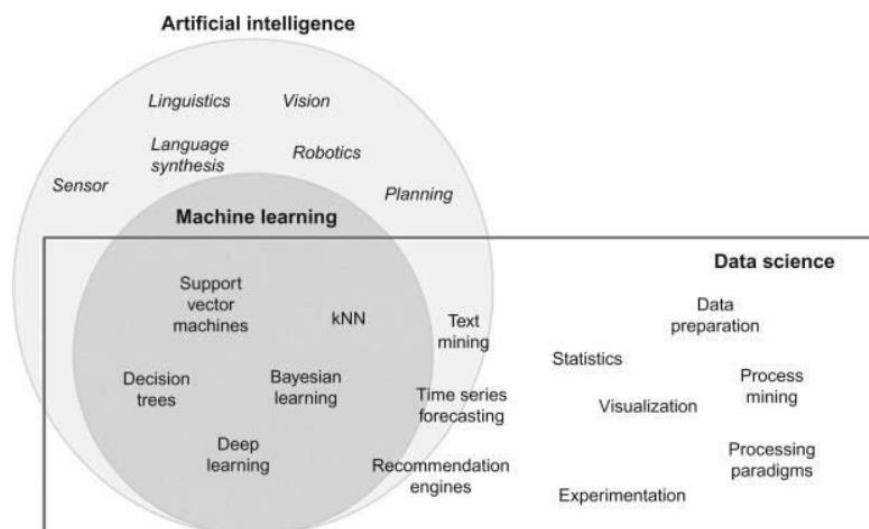 Artificial intelligence
Linguistics
Vision
Language
synthesis
Robotics
Sensor
Planning
Machine learning
Data science
Support
vector
machines
kNN
Text
mining
Data
preparation
Statistics
Decision
trees
Bayesian
learning
Time series
forecasting
Visualization
Process
mining
Deep
learning
Recommendation
engines
Processing
paradigms
Experimentation